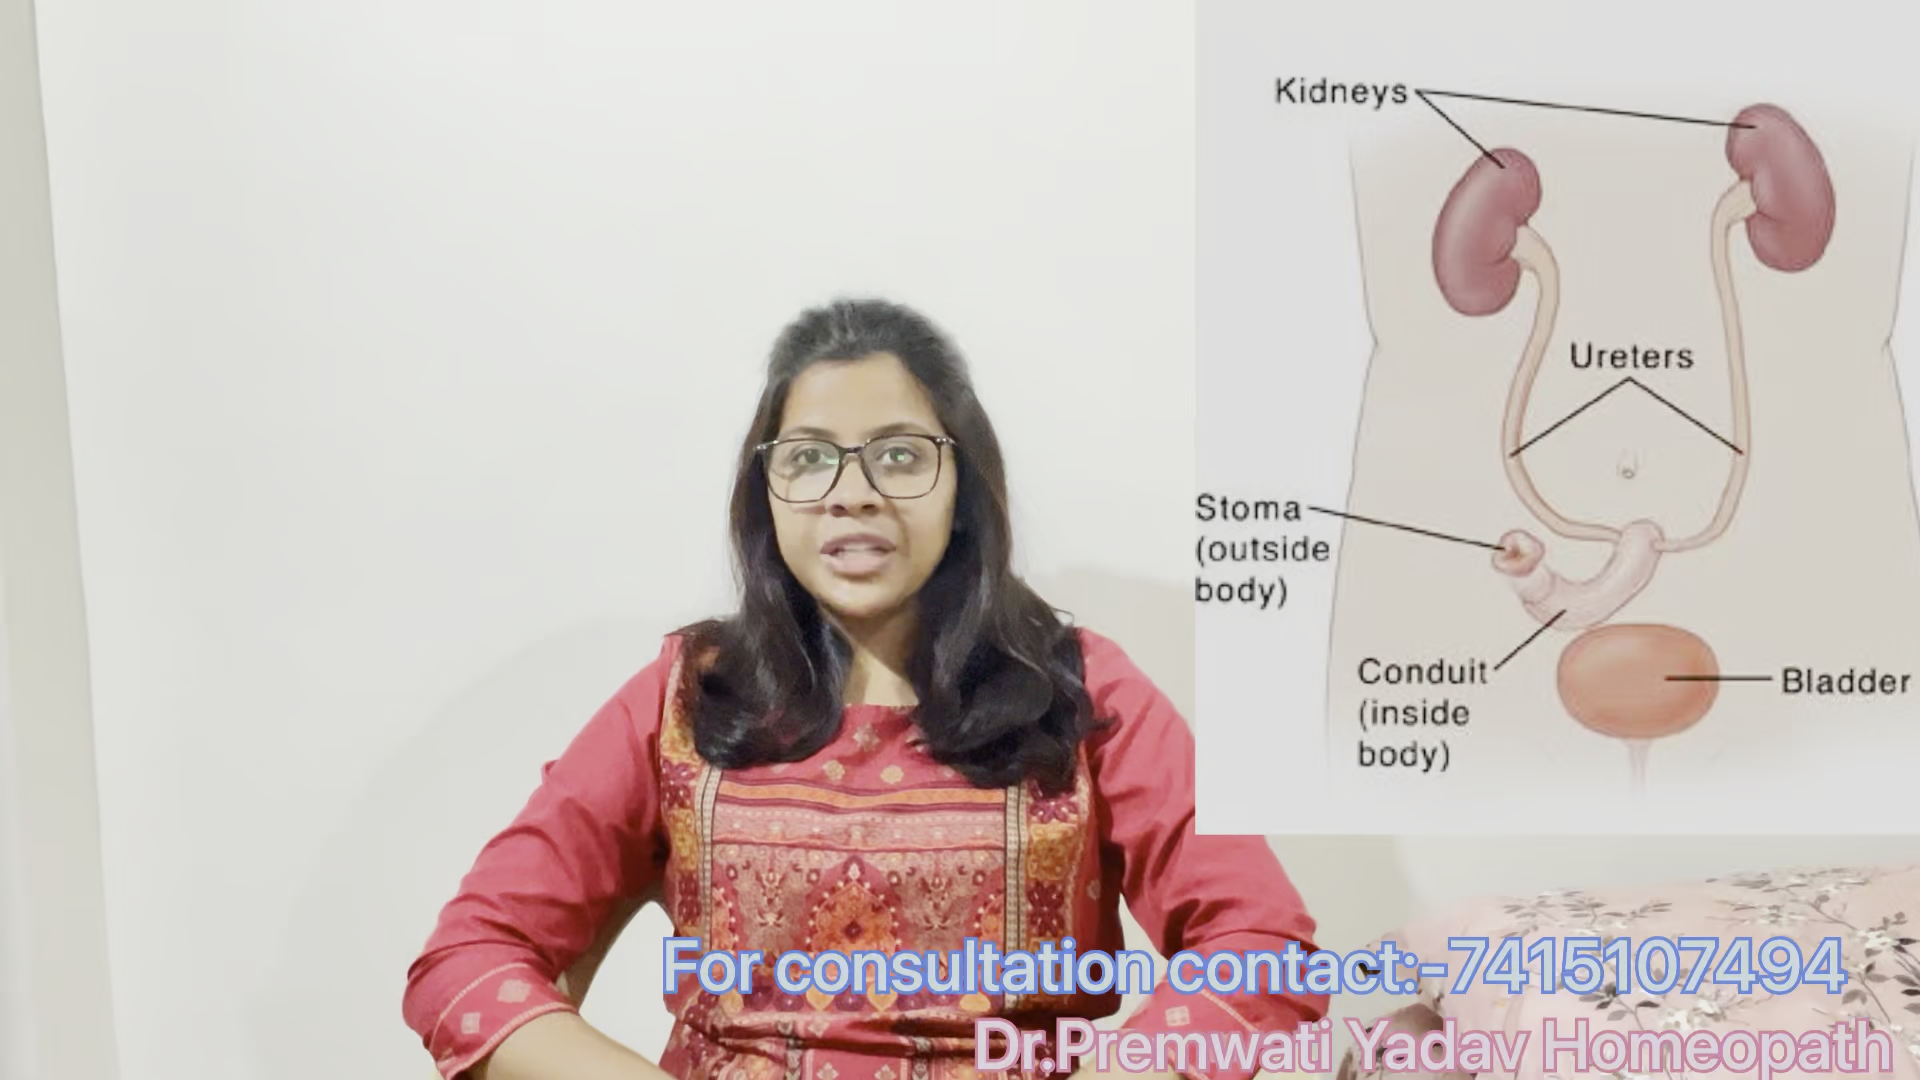 Kidneys
Ureters
Stoma
(outside
body)
Conduit
(inside
body)
Bladder
For consultation contact:-7415107494
Dr.Premwati Yadav Homeopath